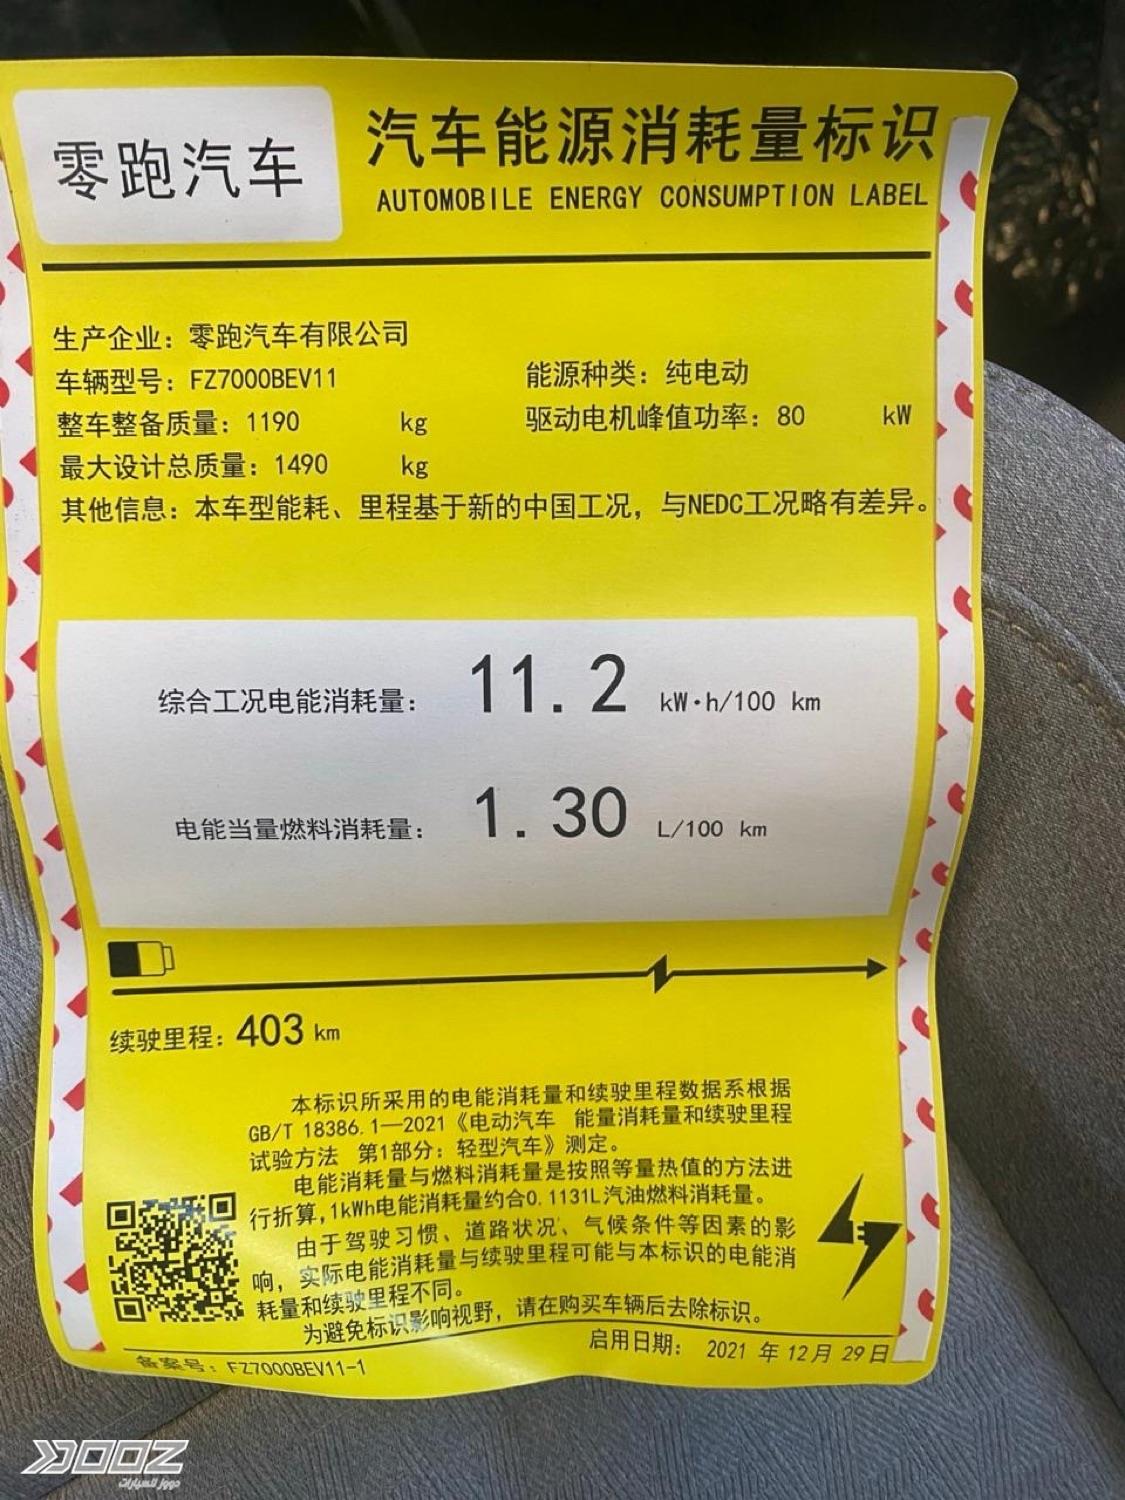 零跑汽车
汽车能源消耗量标识
AUTOMOBILE ENERGY CONSUMPTION LABEL
生产企业：零跑汽车有限公司
车辆型号：FZ7000BEV11
能源种类：纯电动
整车整备质量：1190 kg
驱动电机峰值功率：80 kW
最大设计总质量：1490 kg
其他信息：本车型能耗、里程基于新的中国工况，与NEDC工况略有差异。
综合工况电能消耗量： 11.2 kW·h/100 km
电能当量燃料消耗量： 1.30 L/100 km
续驶里程：403 km
本标识所采用的电能消耗量和续驶里程数据系根据
GB/T 18386.1—2021《电动汽车 能量消耗量和续驶里程
试验方法 第1部分：轻型汽车》测定。
电能消耗量与燃料消耗量是按照等量热值的方法进
行折算，1kWh电能消耗量约合0.1131L汽油燃料消耗量。
由于驾驶习惯、道路状况、气候条件等因素的影
响，实际电能消耗量与续驶里程可能与本标识的电能消
耗量和续驶里程不同。
为避免标识影响视野，请在购买车辆后去除标识。
备案号：FZ7000BEV11-1
启用日期： 2021 年 12 月 29 日
DOOZ
دووز للسيارات